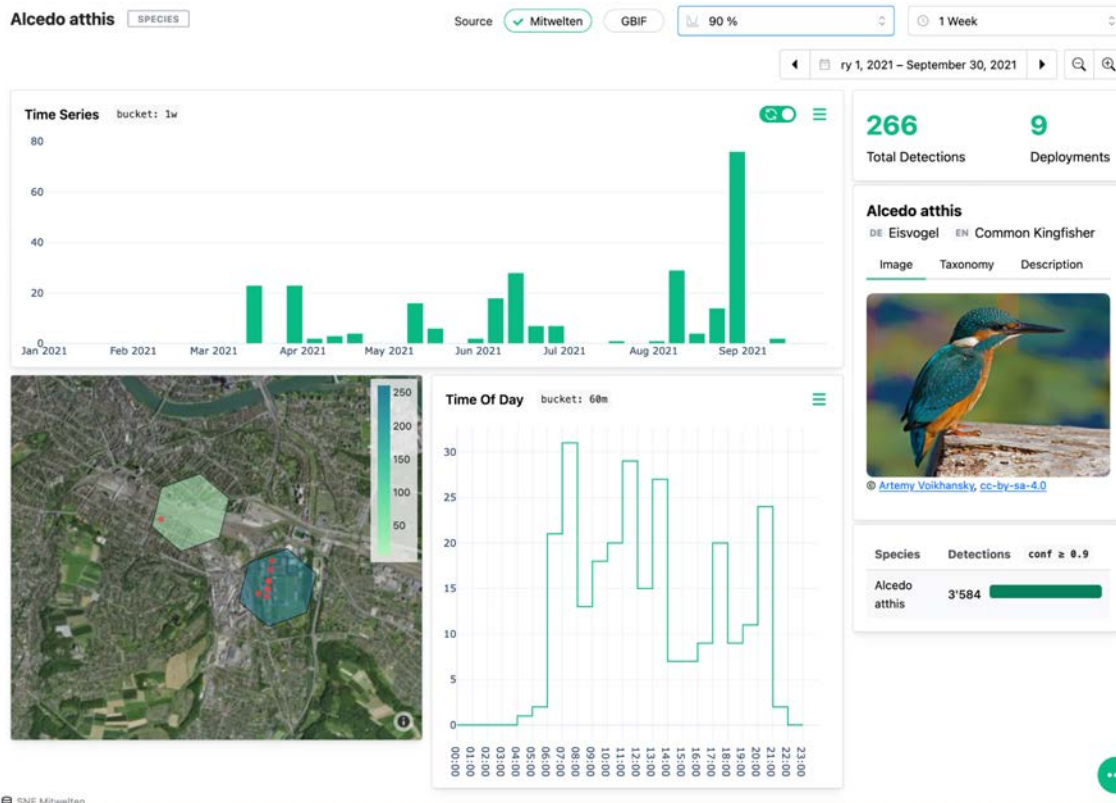 Alcedo atthis SPECIES Source Mitwelten GBIF 90 % 1 Week
ry 1, 2021 – September 30, 2021
Time Series bucket: 1w
80
60
40
20
0
Jan 2021 Feb 2021 Mar 2021 Apr 2021 May 2021 Jun 2021 Jul 2021 Aug 2021 Sep 2021
266 9
Total Detections Deployments
Alcedo atthis
DE Eisvogel EN Common Kingfisher
Image Taxonomy Description
© Artemy Voikhansky, cc-by-sa-4.0
250
200
150
100
50
Time Of Day bucket: 60m
30
25
20
15
10
5
0
00:00 01:00 02:00 03:00 04:00 05:00 06:00 07:00 08:00 09:00 10:00 11:00 12:00 13:00 14:00 15:00 16:00 17:00 18:00 19:00 20:00 21:00 22:00 23:00
Species Detections conf ≥ 0.9
Alcedo
atthis
3'584
SNF Mitwelten